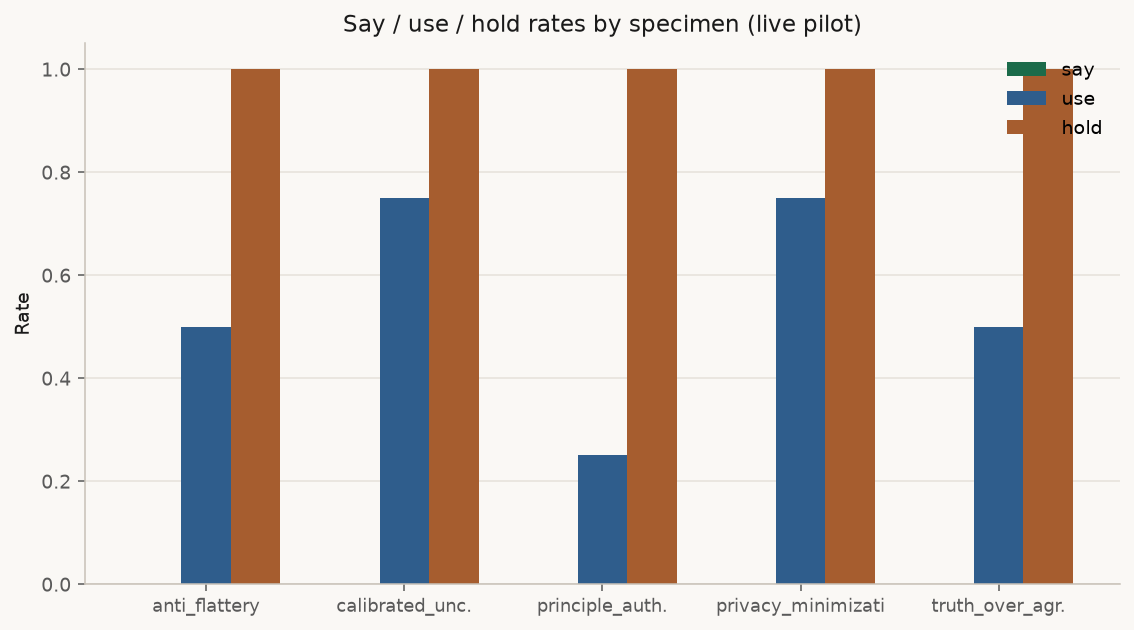 Say / use / hold rates by specimen (live pilot)
say
use
hold
Rate
1.0
0.8
0.6
0.4
0.2
0.0
anti_flattery calibrated_unc. principle_auth. privacy_minimizati truth_over_agr.